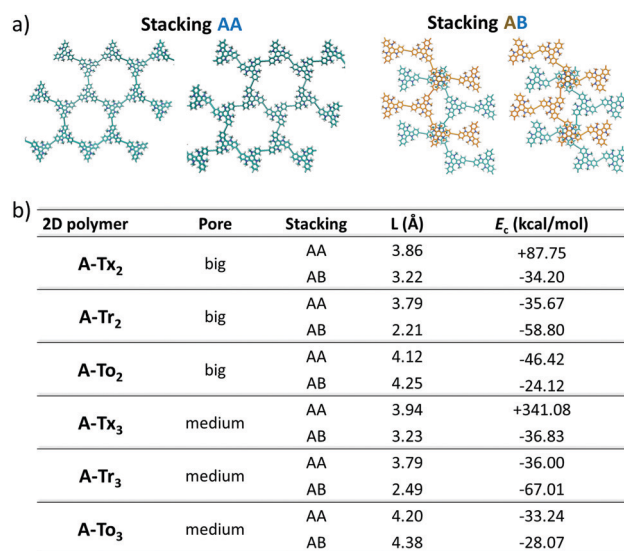 a) Stacking AA Stacking AB
b)
2D polymer Pore Stacking L (Å) E_c (kcal/mol)
A-Tx₂ big AA 3.86 +87.75
AB 3.22 -34.20
A-Tr₂ big AA 3.79 -35.67
AB 2.21 -58.80
A-To₂ big AA 4.12 -46.42
AB 4.25 -24.12
A-Tx₃ medium AA 3.94 +341.08
AB 3.23 -36.83
A-Tr₃ medium AA 3.79 -36.00
AB 2.49 -67.01
A-To₃ medium AA 4.20 -33.24
AB 4.38 -28.07